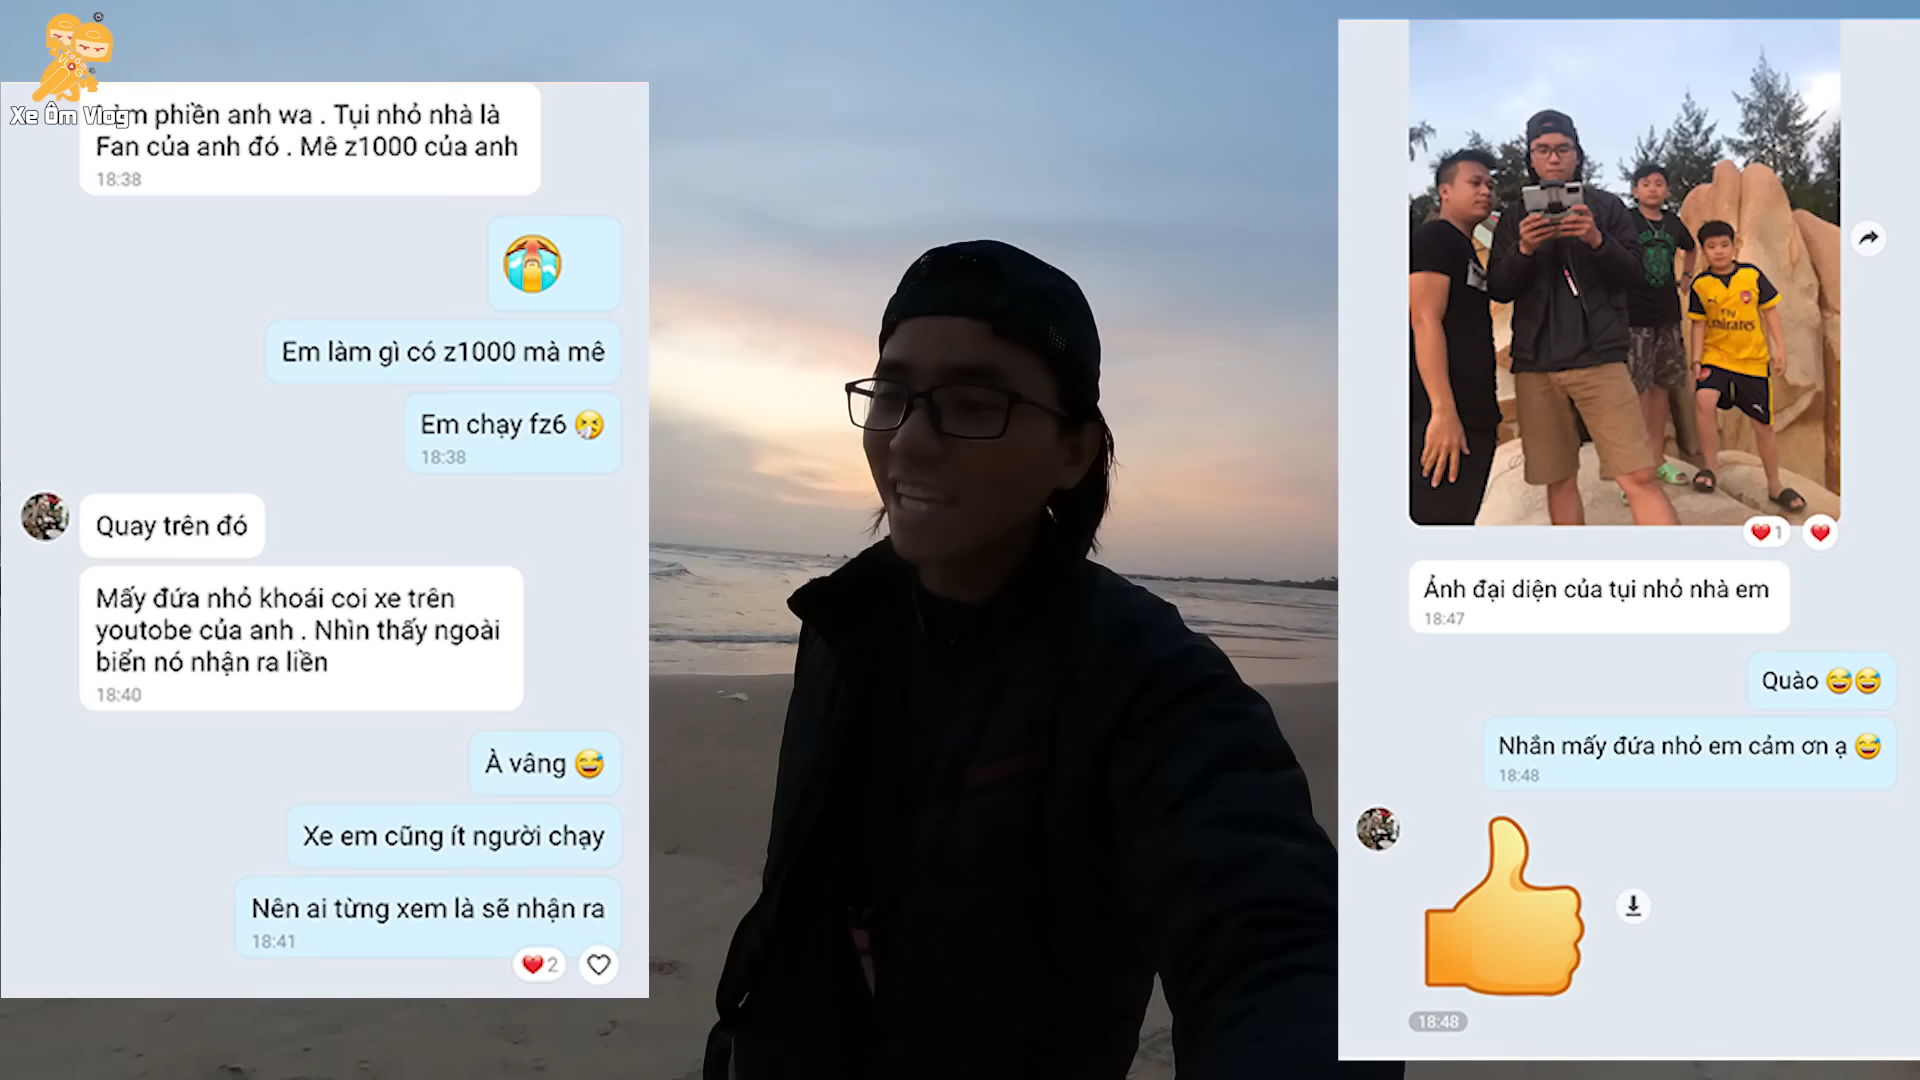 Xe Ôm Vlog
phiền anh wa . Tụi nhỏ nhà là
Fan của anh đó . Mê z1000 của anh
18:38
Em làm gì có z1000 mà mê
Em chạy fz6
18:38
Quay trên đó
Mấy đứa nhỏ khoái coi xe trên
youtobe của anh . Nhìn thấy ngoài
biển nó nhận ra liền
18:40
À vâng
Xe em cũng ít người chạy
Nên ai từng xem là sẽ nhận ra
18:41
2
Fly
Emirates
1
Ảnh đại diện của tụi nhỏ nhà em
18:47
Quào
Nhắn mấy đứa nhỏ em cảm ơn ạ
18:48
18:48